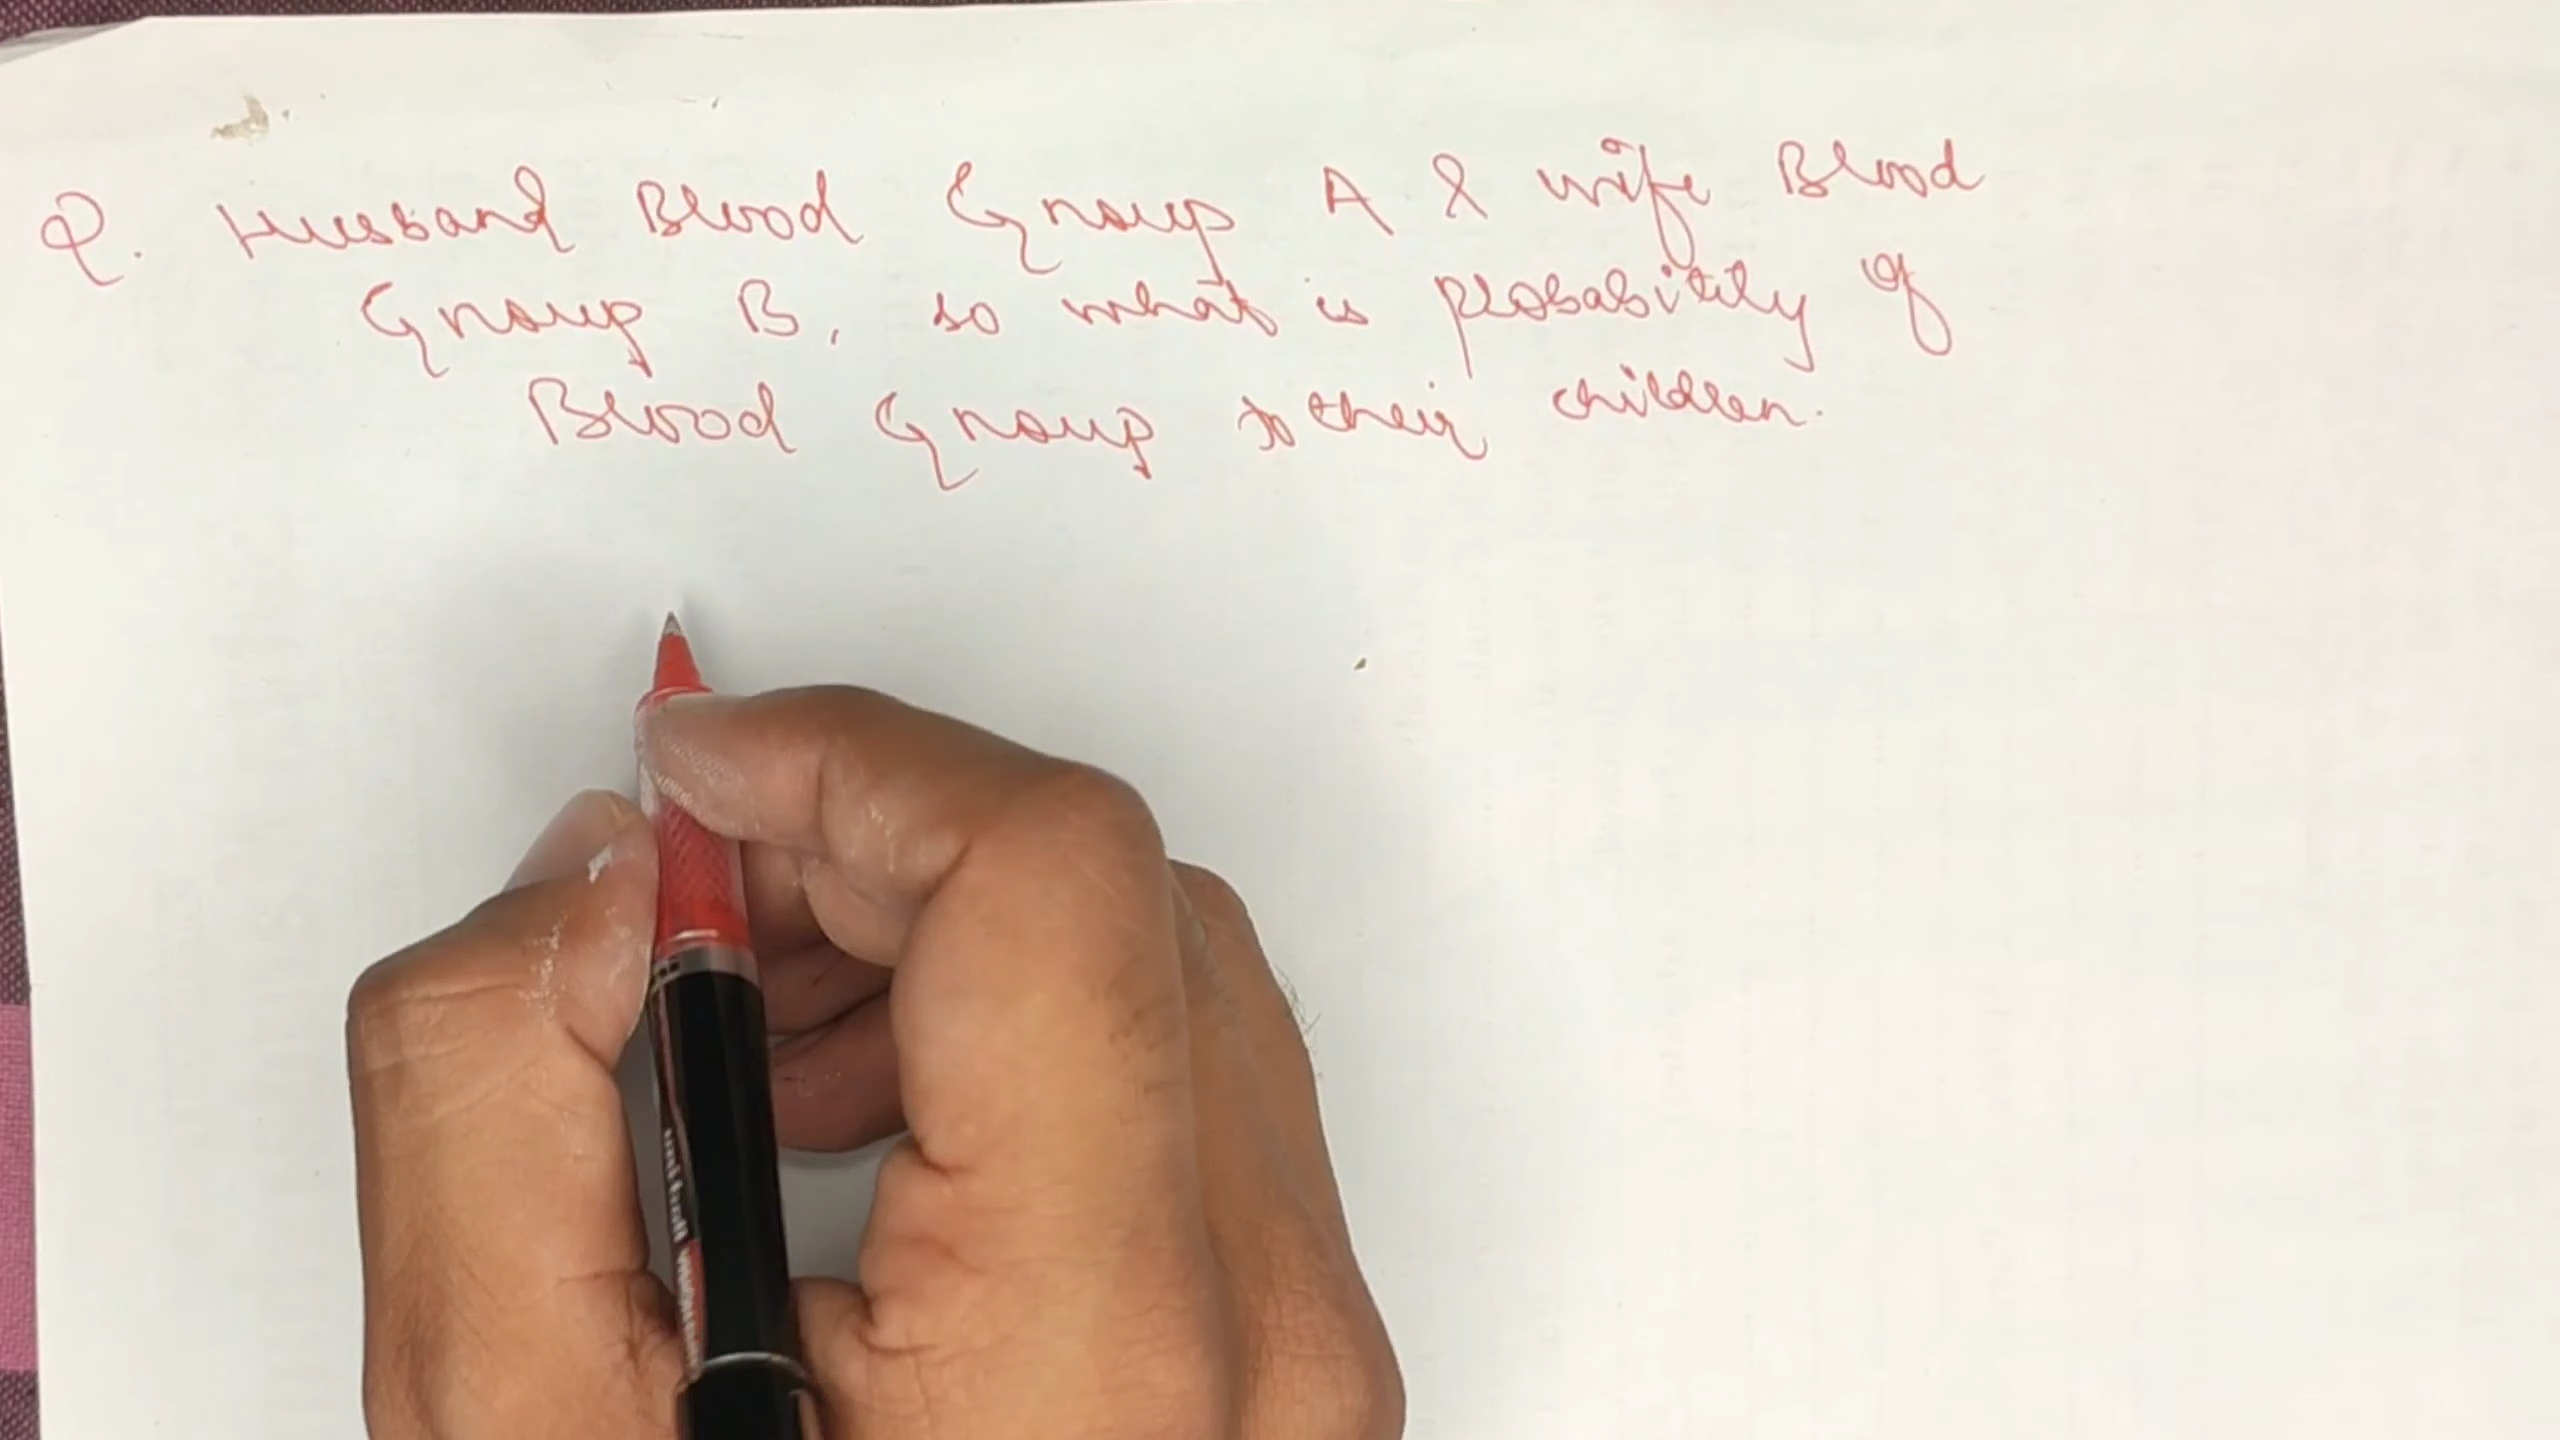 Q. Husband Blood Group A & wife Blood
Group B, so what is probability of
Blood Group to their children.